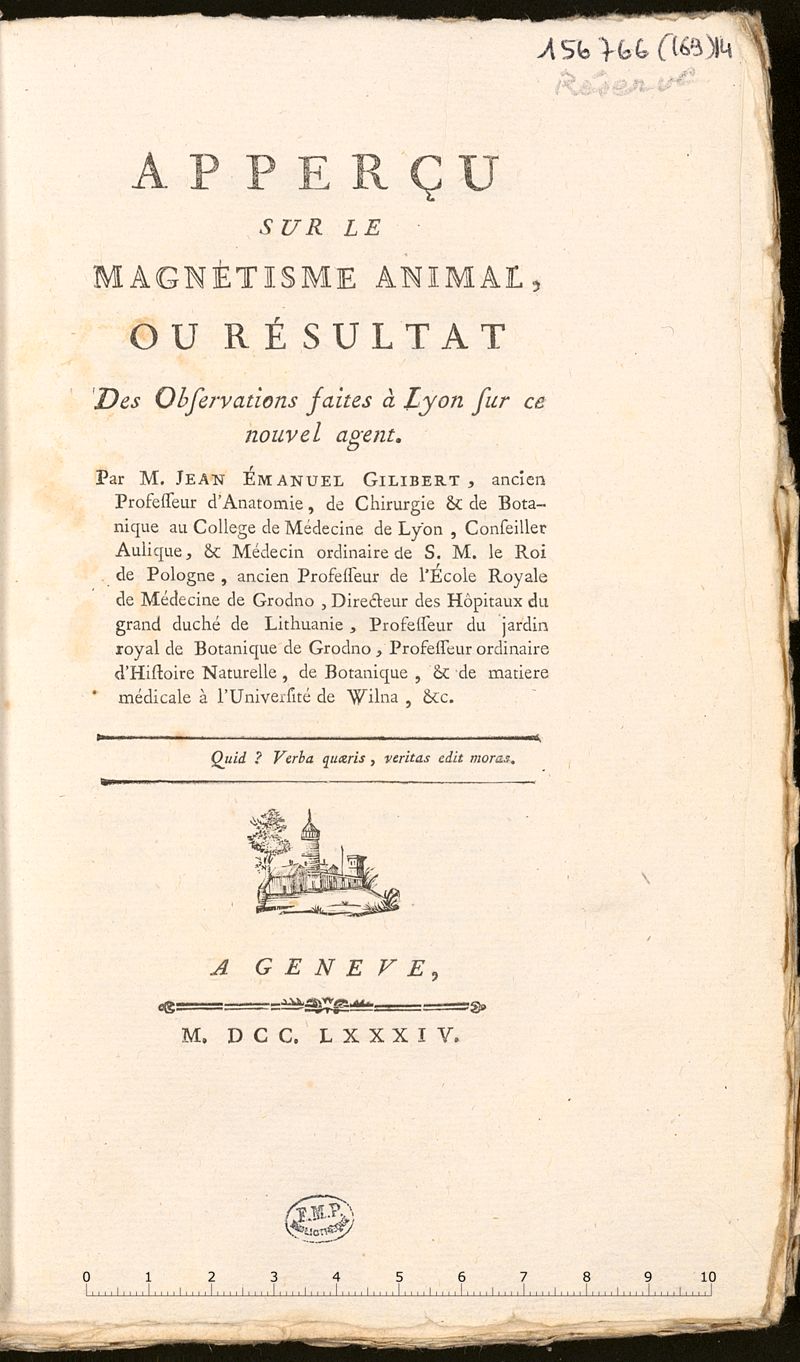 156766 (169) 14
Réserve
APPERÇU
SUR LE
MAGNÉTISME ANIMAL,
OU RÉSULTAT
Des Obſervations faites à Lyon ſur ce
nouvel agent.
Par M. JEAN ÉMANUEL GILIBERT, ancien
Profeſſeur d'Anatomie, de Chirurgie & de Bota-
nique au College de Médecine de Lyon, Conſeiller
Aulique, & Médecin ordinaire de S. M. le Roi
de Pologne, ancien Profeſſeur de l'École Royale
de Médecine de Grodno, Directeur des Hôpitaux du
grand duché de Lithuanie, Profeſſeur du jardin
royal de Botanique de Grodno, Profeſſeur ordinaire
d'Hiſtoire Naturelle, de Botanique, & de matiere
médicale à l'Univerſité de Wilna, &c.
Quid ? Verba quæris, veritas edit moras.
A GENEVE,
M. DCC. LXXXIV.
F.M.P.
BIBLIOTHÈQUE
0 1 2 3 4 5 6 7 8 9 10